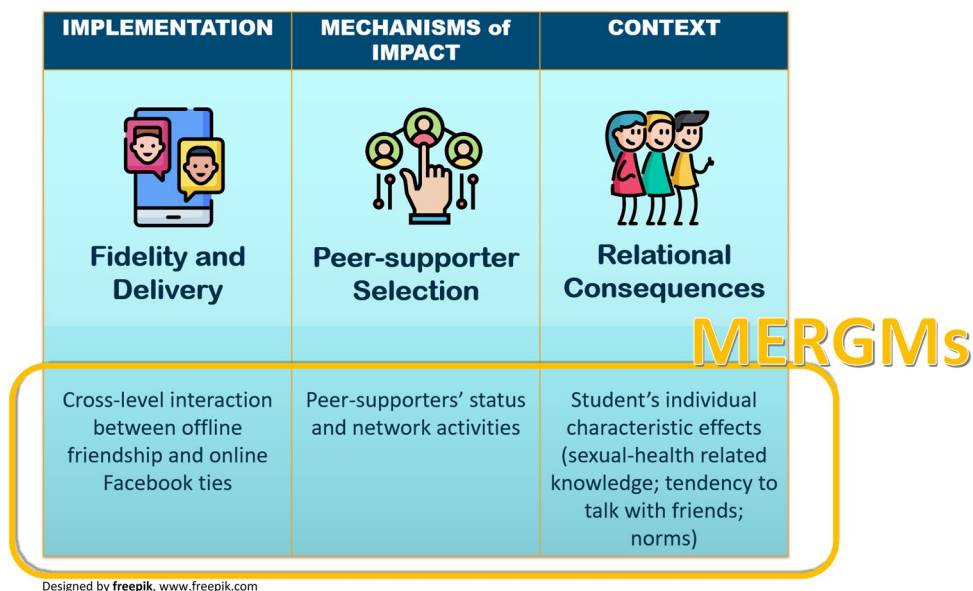 IMPLEMENTATION
MECHANISMS of
IMPACT
CONTEXT
Fidelity and
Delivery
Peer-supporter
Selection
Relational
Consequences
MERGMs
Cross-level interaction
between offline
friendship and online
Facebook ties
Peer-supporters’ status
and network activities
Student’s individual
characteristic effects
(sexual-health related
knowledge; tendency to
talk with friends;
norms)
Designed by freepik. www.freepik.com